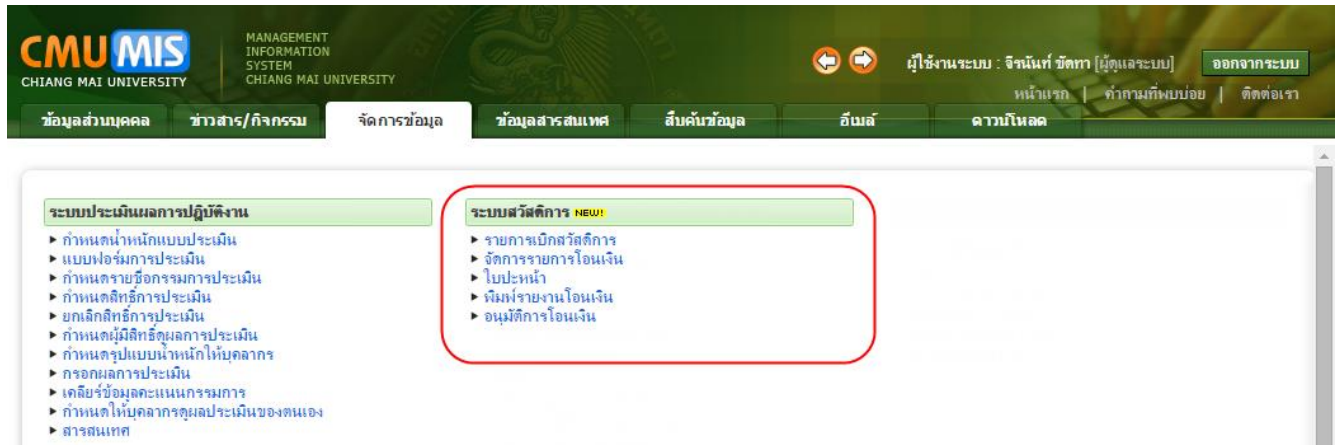 CMU MIS
CHIANG MAI UNIVERSITY
MANAGEMENT
INFORMATION
SYSTEM
CHIANG MAI UNIVERSITY
ผู้ใช้งานระบบ : จิรนันท์ ขัดทา [ผู้ดูแลระบบ] ออกจากระบบ
หน้าแรก | คำถามที่พบบ่อย | ติดต่อเรา
ข้อมูลส่วนบุคคล ข่าวสาร/กิจกรรม จัดการข้อมูล ข้อมูลสารสนเทศ สืบค้นข้อมูล อีเมล์ ดาวน์โหลด
ระบบประเมินผลการปฏิบัติงาน
กำหนดน้ำหนักแบบประเมิน
แบบฟอร์มการประเมิน
กำหนดรายชื่อกรรมการประเมิน
กำหนดสิทธิ์การประเมิน
ยกเลิกสิทธิ์การประเมิน
กำหนดผู้มีสิทธิ์ดูผลการประเมิน
กำหนดรูปแบบน้ำหนักให้บุคลากร
กรอกผลการประเมิน
เคลียร์ข้อมูลคะแนนกรรมการ
กำหนดให้บุคลากรดูผลประเมินของตนเอง
สารสนเทศ
ระบบสวัสดิการ NEW!
รายการเบิกสวัสดิการ
จัดการรายการโอนเงิน
ใบปะหน้า
พิมพ์รายงานโอนเงิน
อนุมัติการโอนเงิน